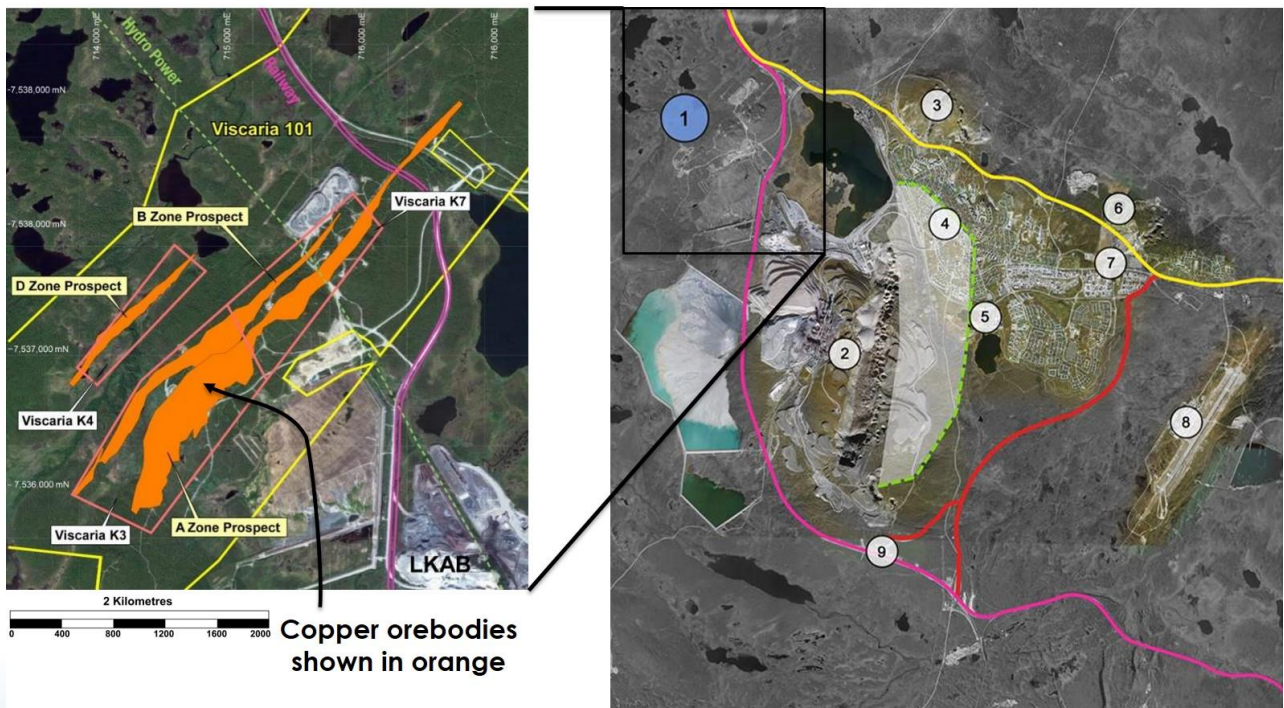 714,000 mE
715,000 mE
716,000 mE
716,000 mE
Hydro Power
Railway
7,538,000 mN
Viscaria 101
B Zone Prospect
Viscaria K7
7,538,000 mN
D Zone Prospect
7,537,000 mN
Viscaria K4
7,536,000 mN
Viscaria K3
A Zone Prospect
LKAB
2 Kilometres
0 400 800 1200 1600 2000
Copper orebodies
shown in orange
1
2
3
4
5
6
7
8
9